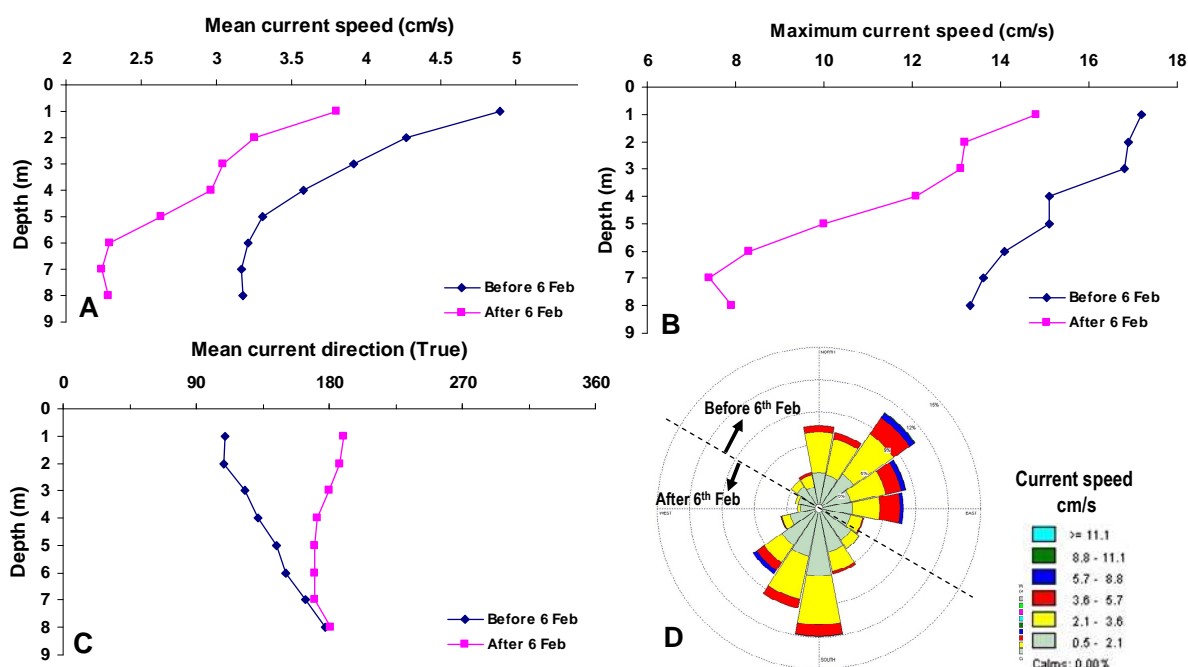 Mean current speed (cm/s)
2 2.5 3 3.5 4 4.5 5
0
1
2
3
4
5
6
7
8
9
Depth (m)
Before 6 Feb
After 6 Feb
A
Maximum current speed (cm/s)
6 8 10 12 14 16 18
0
1
2
3
4
5
6
7
8
9
Depth (m)
Before 6 Feb
After 6 Feb
B
Mean current direction (True)
0 90 180 270 360
0
1
2
3
4
5
6
7
8
9
Depth (m)
Before 6 Feb
After 6 Feb
C
NORTH
15%
12%
Before 6th Feb
After 6th Feb
WEST
EAST
SOUTH
D
Current speed
cm/s
>= 11.1
8.8 - 11.1
5.7 - 8.8
3.6 - 5.7
2.1 - 3.6
0.5 - 2.1
Calms: 0.00%